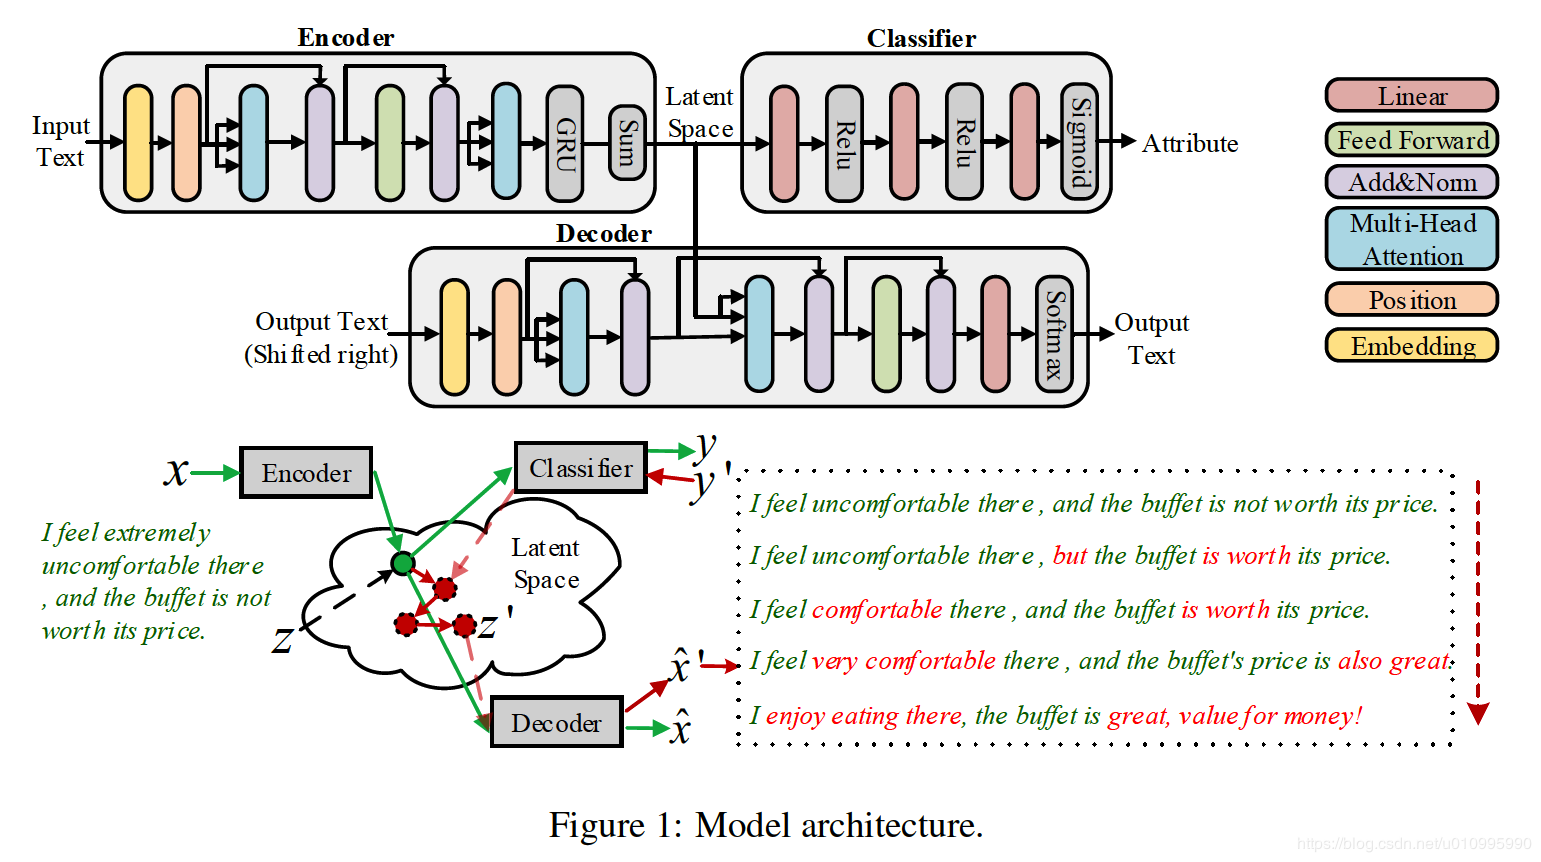 Encoder
Classifier
Input
Text
GRU
Sum
Latent
Space
Relu
Relu
Sigmoid
Attribute
Linear
Feed Forward
Add&Norm
Multi-Head
Attention
Position
Embedding
Decoder
Output Text
(Shifted right)
Softmax
Output
Text
x
Encoder
Classifier
y
y'
I feel extremely
uncomfortable there
, and the buffet is not
worth its price.
Latent
Space
z
z'
Decoder
x̂'
x̂
I feel uncomfortable there , and the buffet is not worth its price.
I feel uncomfortable there , but the buffet is worth its price.
I feel comfortable there , and the buffet is worth its price.
I feel very comfortable there , and the buffet's price is also great.
I enjoy eating there, the buffet is great, value for money!
Figure 1: Model architecture.
https://blog.csdn.net/u010995990